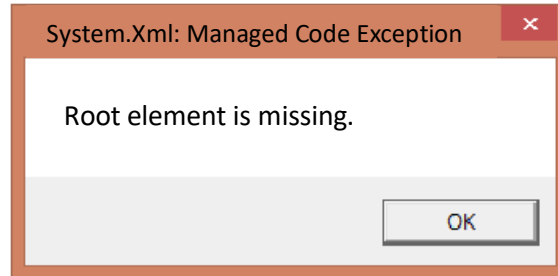 System.Xml: Managed Code Exception
Root element is missing.
OK